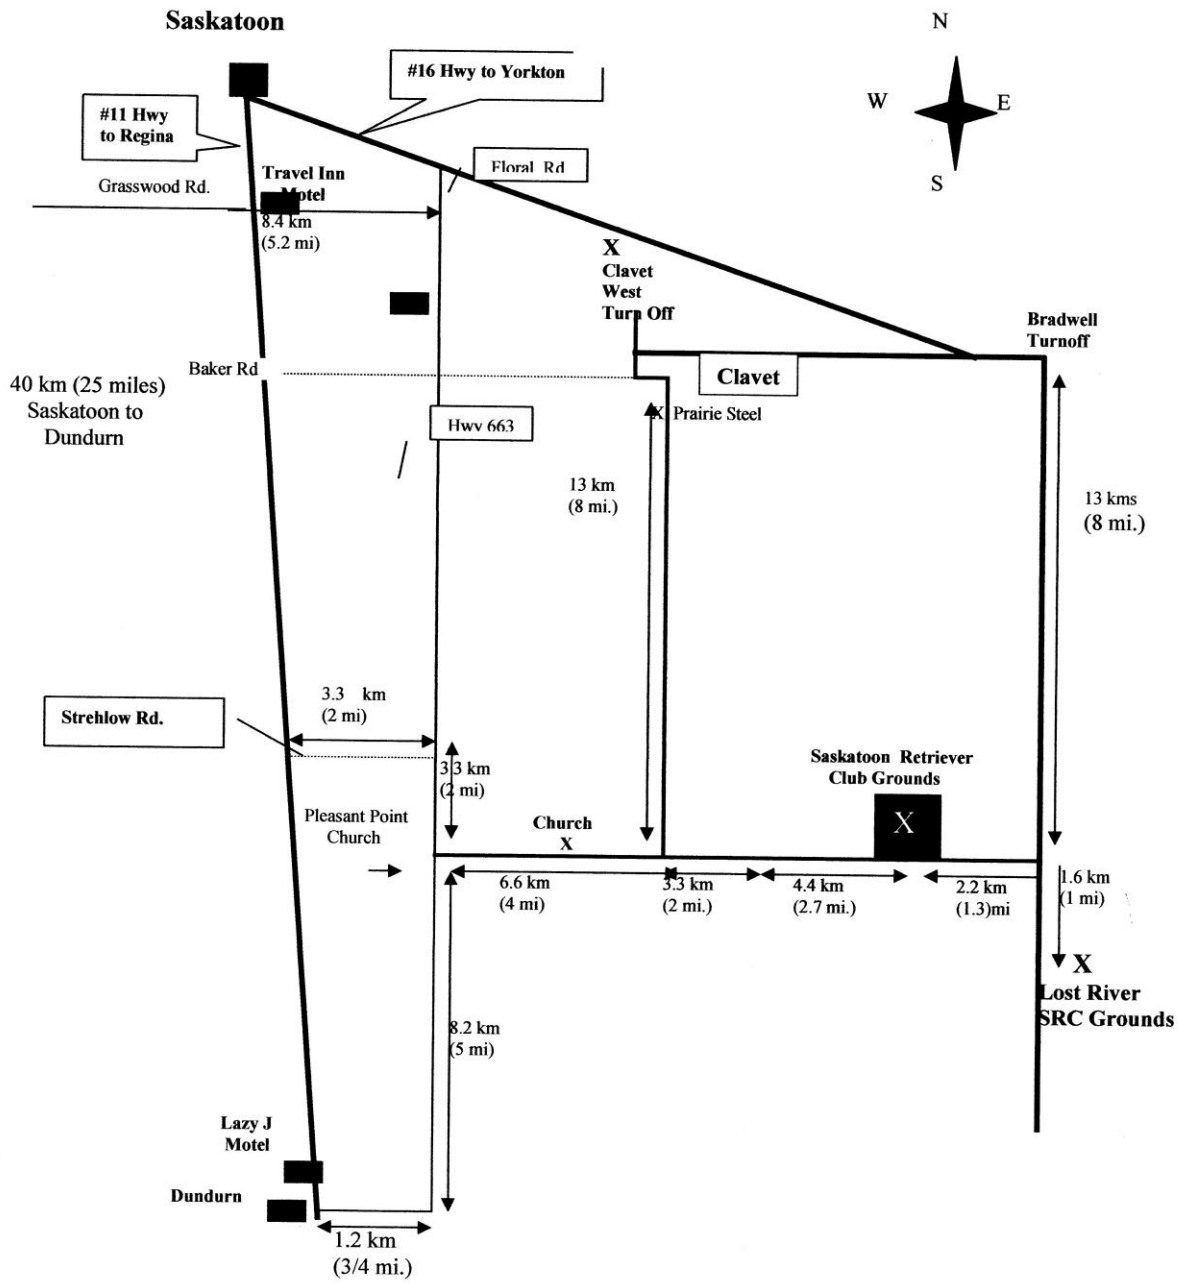 Saskatoon
N
#16 Hwy to Yorkton
W
E
#11 Hwy
to Regina
S
Floral Rd
Travel Inn
Motel
Grasswood Rd.
8.4 km
(5.2 mi)
X
Clavet
West
Turn Off
Bradwell
Turnoff
Baker Rd
Clavet
40 km (25 miles)
Saskatoon to
Dundurn
X Prairie Steel
Hwy 663
13 km
(8 mi.)
13 kms
(8 mi.)
3.3 km
(2 mi)
Strehlow Rd.
3.3 km
(2 mi)
Saskatoon Retriever
Club Grounds
X
Pleasant Point
Church
Church
X
6.6 km
(4 mi)
3.3 km
(2 mi.)
4.4 km
(2.7 mi.)
2.2 km
(1.3)mi
1.6 km
(1 mi)
X
Lost River
SRC Grounds
8.2 km
(5 mi)
Lazy J
Motel
Dundurn
1.2 km
(3/4 mi.)